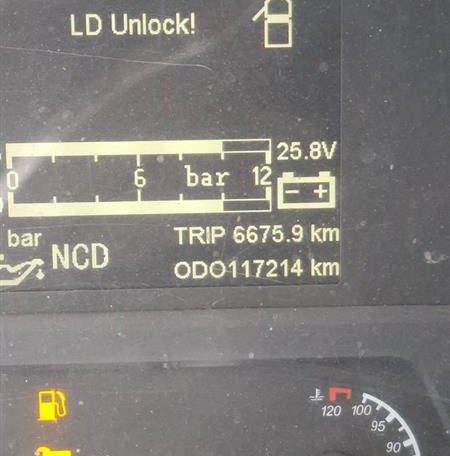 LD Unlock!
25.8V
0 6 bar 12
- +
bar
TRIP 6675.9 km
NCD
ODO117214 km
120 100
95
90